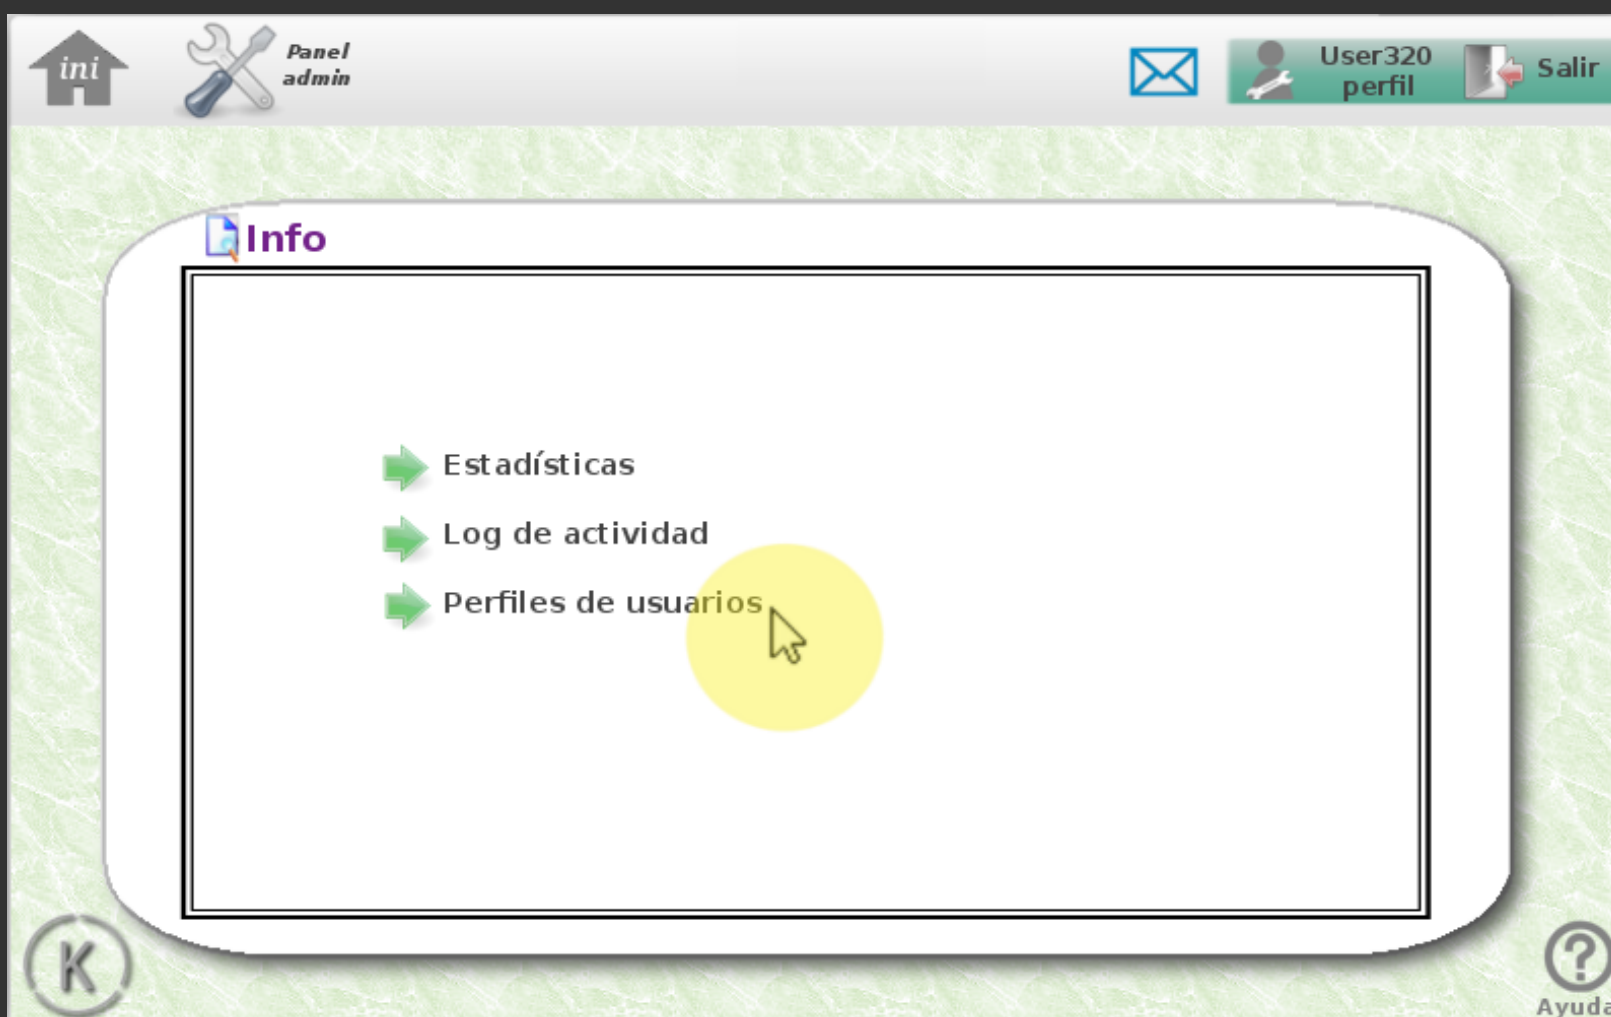 ini
Panel
admin
User320
perfil
Salir
Info
Estadísticas
Log de actividad
Perfiles de usuarios
K
?
Ayuda